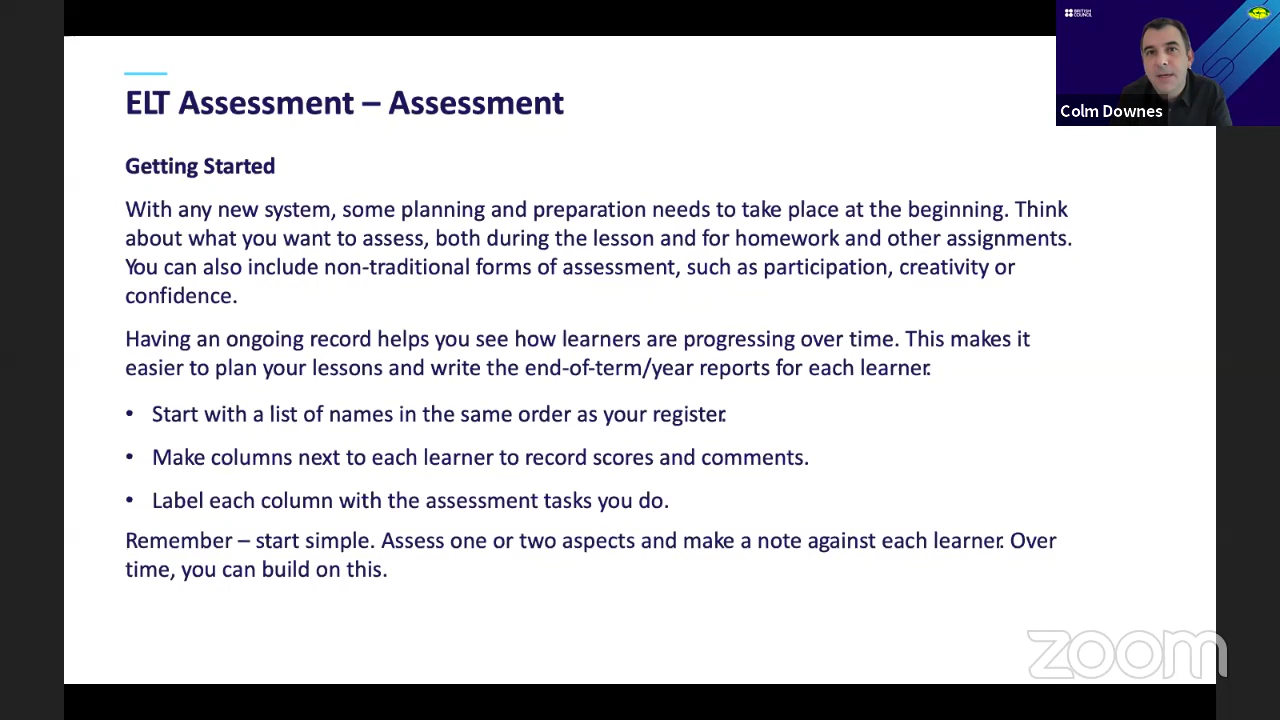 BRITISH
COUNCIL
Colm Downes
ELT Assessment – Assessment
Getting Started
With any new system, some planning and preparation needs to take place at the beginning. Think
about what you want to assess, both during the lesson and for homework and other assignments.
You can also include non-traditional forms of assessment, such as participation, creativity or
confidence.
Having an ongoing record helps you see how learners are progressing over time. This makes it
easier to plan your lessons and write the end-of-term/year reports for each learner.
• Start with a list of names in the same order as your register.
• Make columns next to each learner to record scores and comments.
• Label each column with the assessment tasks you do.
Remember – start simple. Assess one or two aspects and make a note against each learner. Over
time, you can build on this.
zoom